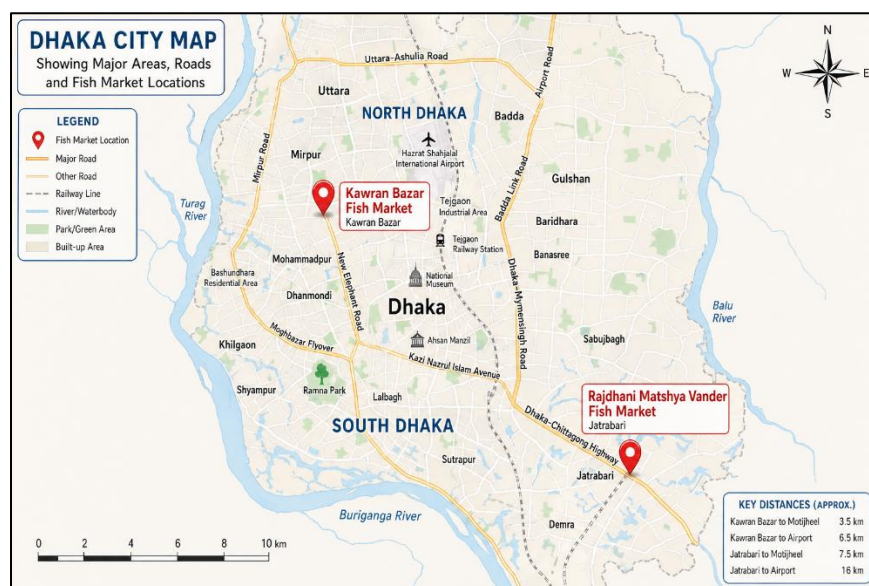 DHAKA CITY MAP
Showing Major Areas, Roads
and Fish Market Locations
LEGEND
Fish Market Location
Major Road
Other Road
Railway Line
River/Waterbody
Park/Green Area
Built-up Area
N
W
E
S
Uttara-Ashulia Road
Airport Road
Uttara
NORTH DHAKA
Badda
Hazrat Shahjalal
International Airport
Mirpur Road
Mirpur
Gulshan
Badda Link Road
Kawran Bazar
Fish Market
Kawran Bazar
Turag
River
Tejgaon
Industrial Area
Baridhara
Tejgaon
Railway Station
Banasree
Mohammadpur
New Elephant Road
Bashundhara
Residential Area
National
Museum
Dhanmondi
Dhaka
Dhaka-Mymensingh Road
Balu
River
Moghbazar Flyover
Ahsan Manzil
Khilgaon
Sabujbagh
Kazi Nazrul Islam Avenue
Shyampur
Ramna Park
Lalbagh
Rajdhani Matshya Vander
Fish Market
Jatrabari
SOUTH DHAKA
Dhaka-Chittagong Highway
Sutrapur
Jatrabari
Buriganga River
Demra
KEY DISTANCES (APPROX.)
Kawran Bazar to Motijheel 3.5 km
Kawran Bazar to Airport 6.5 km
Jatrabari to Motijheel 7.5 km
Jatrabari to Airport 16 km
0 2 4 6 8 10 km